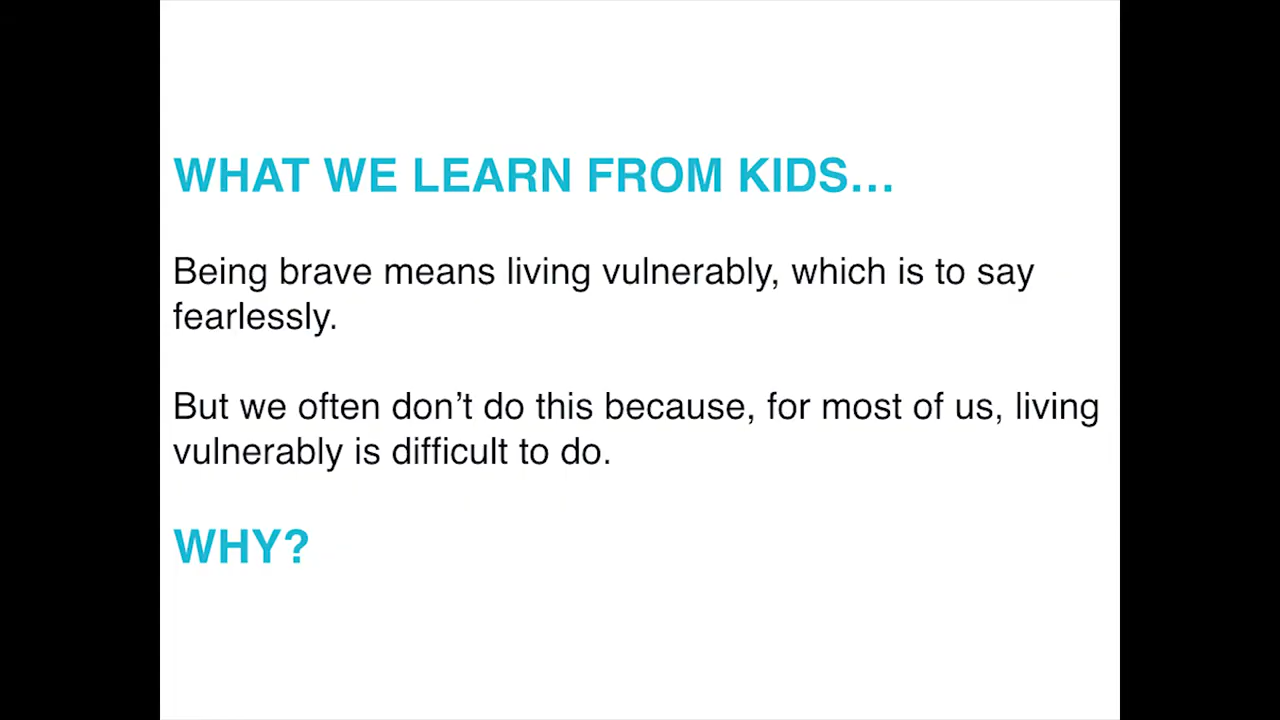 WHAT WE LEARN FROM KIDS…
Being brave means living vulnerably, which is to say
fearlessly.
But we often don’t do this because, for most of us, living
vulnerably is difficult to do.
WHY?